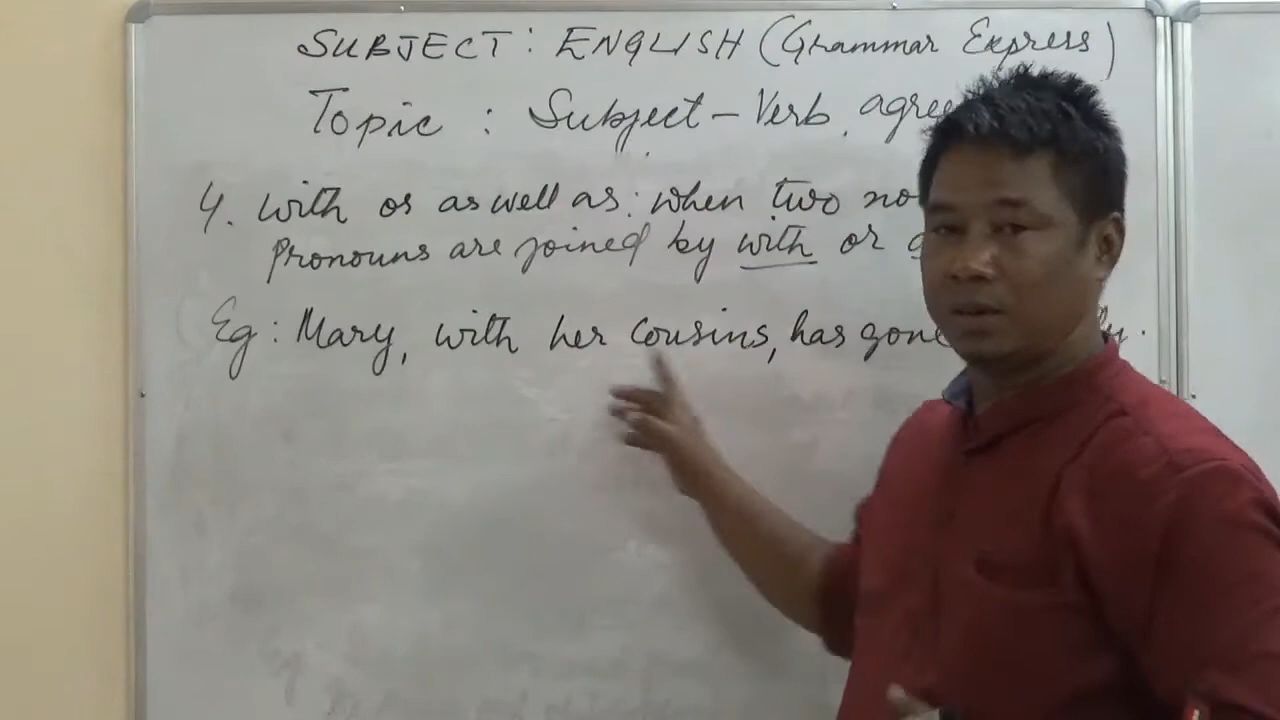 SUBJECT: ENGLISH (Grammar Express)
Topic : Subject - Verb agree
4. With or as well as: when two no
pronouns are joined by with or
Eg: Mary, with her cousins, has gone